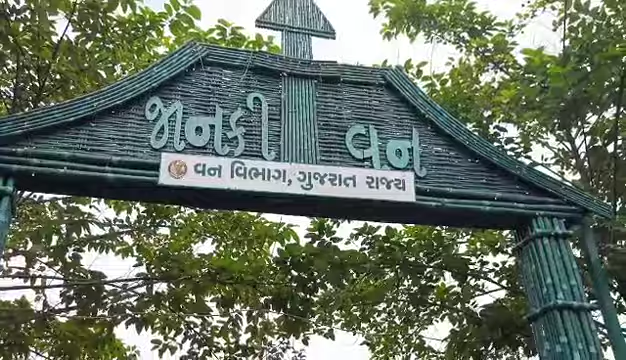 જાનકી વન
વન વિભાગ, ગુજરાત રાજ્ય